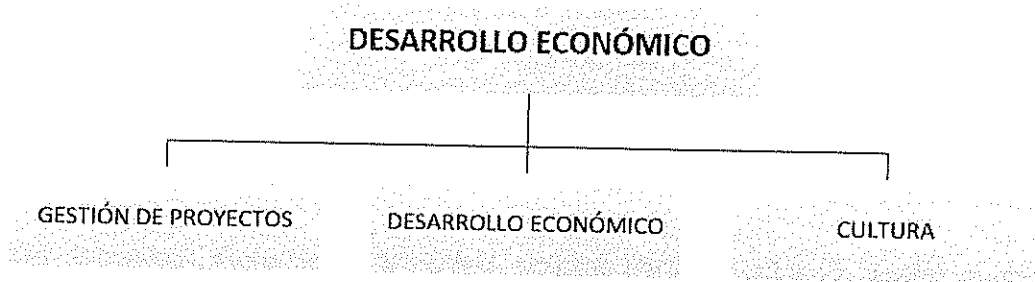 DESARROLLO ECONÓMICO
GESTIÓN DE PROYECTOS
DESARROLLO ECONÓMICO
CULTURA